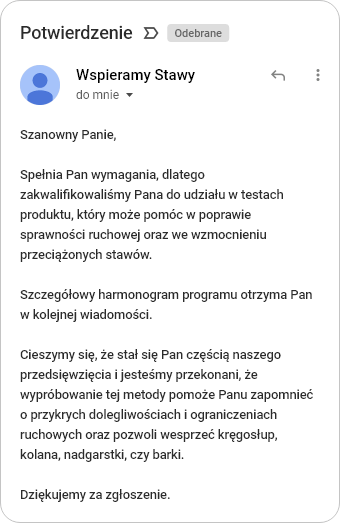 Potwierdzenie Odebrane
Wspieramy Stawy
do mnie
Szanowny Panie,
Spełnia Pan wymagania, dlatego
zakwalifikowaliśmy Pana do udziału w testach
produktu, który może pomóc w poprawie
sprawności ruchowej oraz we wzmocnieniu
przeciążonych stawów.
Szczegółowy harmonogram programu otrzyma Pan
w kolejnej wiadomości.
Cieszymy się, że stał się Pan częścią naszego
przedsięwzięcia i jesteśmy przekonani, że
wypróbowanie tej metody pomoże Panu zapomnieć
o przykrych dolegliwościach i ograniczeniach
ruchowych oraz pozwoli wesprzeć kręgosłup,
kolana, nadgarstki, czy barki.
Dziękujemy za zgłoszenie.